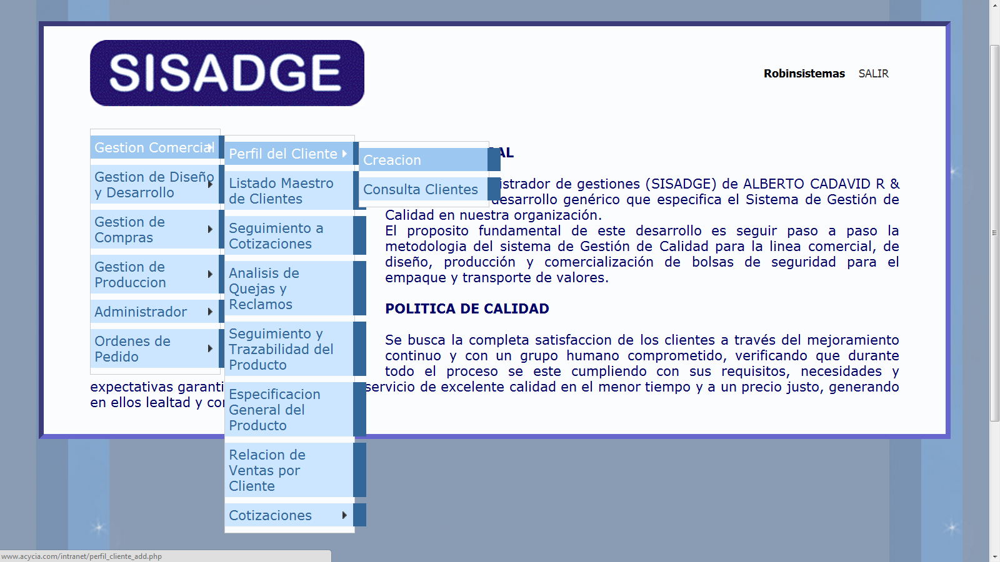 SISADGE
Robinsistemas SALIR
Gestion Comercial
Gestion de Diseño
y Desarrollo
Gestion de
Compras
Gestion de
Produccion
Administrador
Ordenes de
Pedido
Perfil del Cliente
Listado Maestro
de Clientes
Seguimiento a
Cotizaciones
Analisis de
Quejas y
Reclamos
Seguimiento y
Trazabilidad del
Producto
Especificacion
General del
Producto
Relacion de
Ventas por
Cliente
Cotizaciones
Creacion
Consulta Clientes
AL
istrador de gestiones (SISADGE) de ALBERTO CADAVID R &
desarrollo genérico que especifica el Sistema de Gestión de
Calidad en nuestra organización.
El proposito fundamental de este desarrollo es seguir paso a paso la
metodologia del sistema de Gestión de Calidad para la linea comercial, de
diseño, producción y comercialización de bolsas de seguridad para el
empaque y transporte de valores.
POLITICA DE CALIDAD
Se busca la completa satisfaccion de los clientes a través del mejoramiento
continuo y con un grupo humano comprometido, verificando que durante
todo el proceso se este cumpliendo con sus requisitos, necesidades y
expectativas garanti servicio de excelente calidad en el menor tiempo y a un precio justo, generando
en ellos lealtad y co
www.acycia.com/intranet/perfil_cliente_add.php